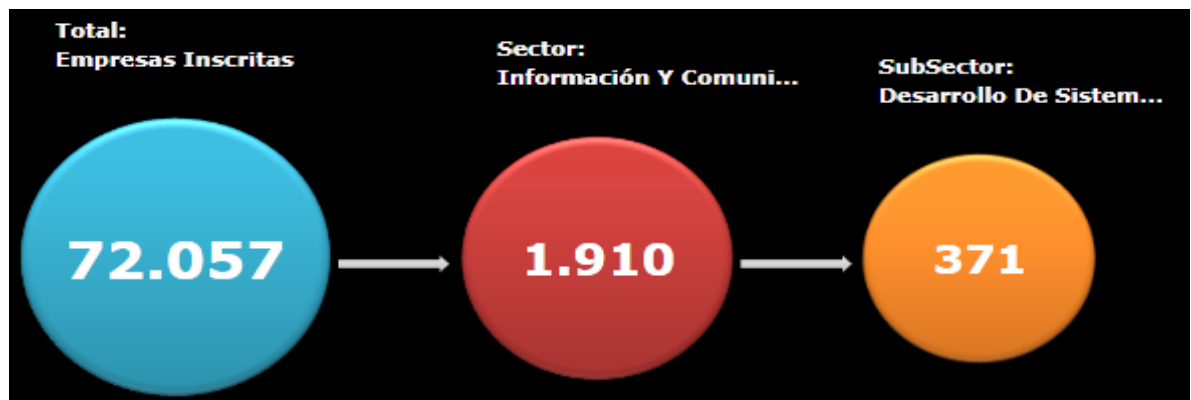 Total:
Empresas Inscritas
Sector:
Información Y Comuni...
SubSector:
Desarrollo De Sistem...
72.057
1.910
371